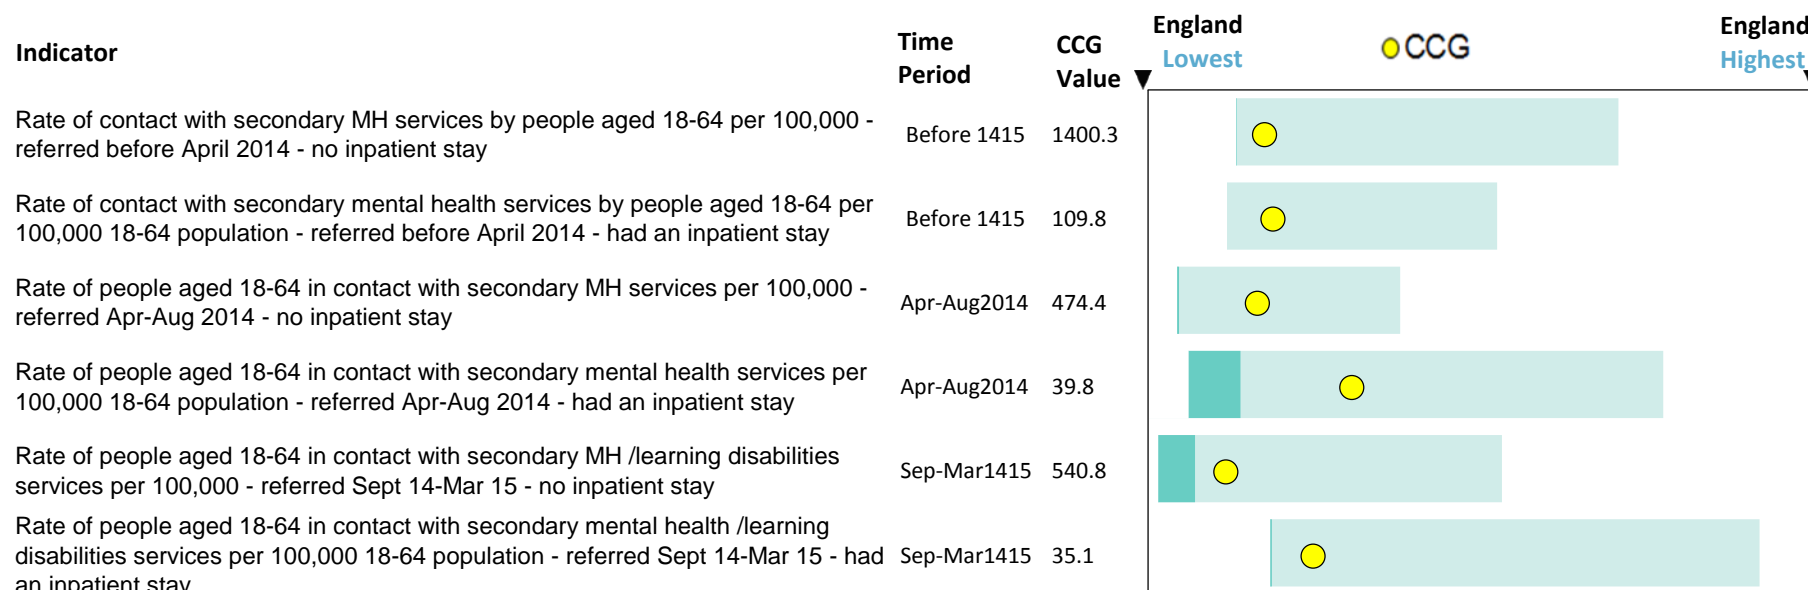 Indicator
Time
Period
CCG
Value
England
Lowest
CCG
England
Highest
Rate of contact with secondary MH services by people aged 18-64 per 100,000 -
referred before April 2014 - no inpatient stay
Before 1415
1400.3
Rate of contact with secondary mental health services by people aged 18-64 per
100,000 18-64 population - referred before April 2014 - had an inpatient stay
Before 1415
109.8
Rate of people aged 18-64 in contact with secondary MH services per 100,000 -
referred Apr-Aug 2014 - no inpatient stay
Apr-Aug2014
474.4
Rate of people aged 18-64 in contact with secondary mental health services per
100,000 18-64 population - referred Apr-Aug 2014 - had an inpatient stay
Apr-Aug2014
39.8
Rate of people aged 18-64 in contact with secondary MH /learning disabilities
services per 100,000 - referred Sept 14-Mar 15 - no inpatient stay
Sep-Mar1415
540.8
Rate of people aged 18-64 in contact with secondary mental health /learning
disabilities services per 100,000 18-64 population - referred Sept 14-Mar 15 - had
an inpatient stay
Sep-Mar1415
35.1